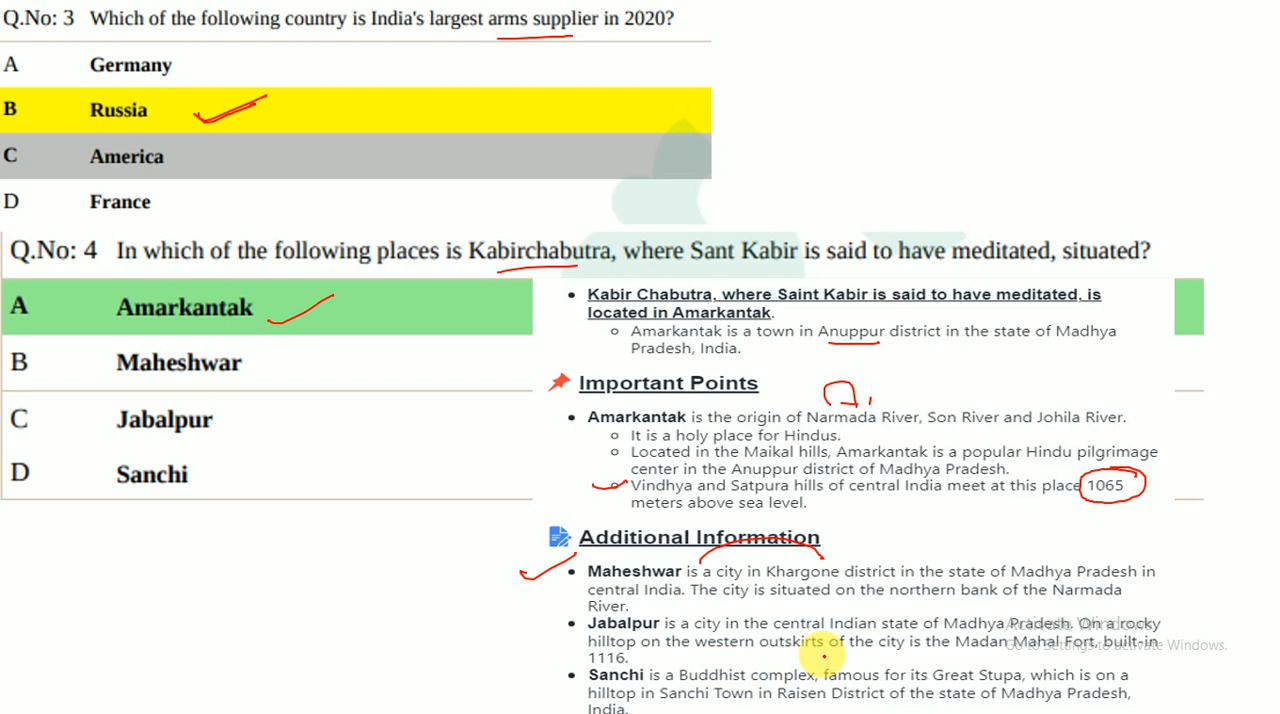 Q.No: 3 Which of the following country is India's largest arms supplier in 2020?
A Germany
B Russia
C America
D France
Q.No: 4 In which of the following places is Kabirchabutra, where Sant Kabir is said to have meditated, situated?
A Amarkantak
B Maheshwar
C Jabalpur
D Sanchi
• Kabir Chabutra, where Saint Kabir is said to have meditated, is
located in Amarkantak.
○ Amarkantak is a town in Anuppur district in the state of Madhya
Pradesh, India.
Important Points
• Amarkantak is the origin of Narmada River, Son River and Johila River.
○ It is a holy place for Hindus.
○ Located in the Maikal hills, Amarkantak is a popular Hindu pilgrimage
center in the Anuppur district of Madhya Pradesh.
○ Vindhya and Satpura hills of central India meet at this place 1065
meters above sea level.
Additional Information
• Maheshwar is a city in Khargone district in the state of Madhya Pradesh in
central India. The city is situated on the northern bank of the Narmada
River.
• Jabalpur is a city in the central Indian state of Madhya Pradesh. On a rocky
hilltop on the western outskirts of the city is the Madan Mahal Fort, built-in
1116.
• Sanchi is a Buddhist complex, famous for its Great Stupa, which is on a
hilltop in Sanchi Town in Raisen District of the state of Madhya Pradesh,
India.
Activate Windows
Go to Settings to activate Windows.